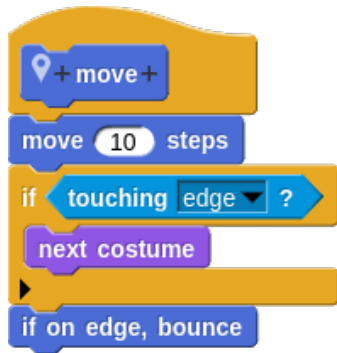 + move +
move 10 steps
if touching edge ?
next costume
if on edge, bounce